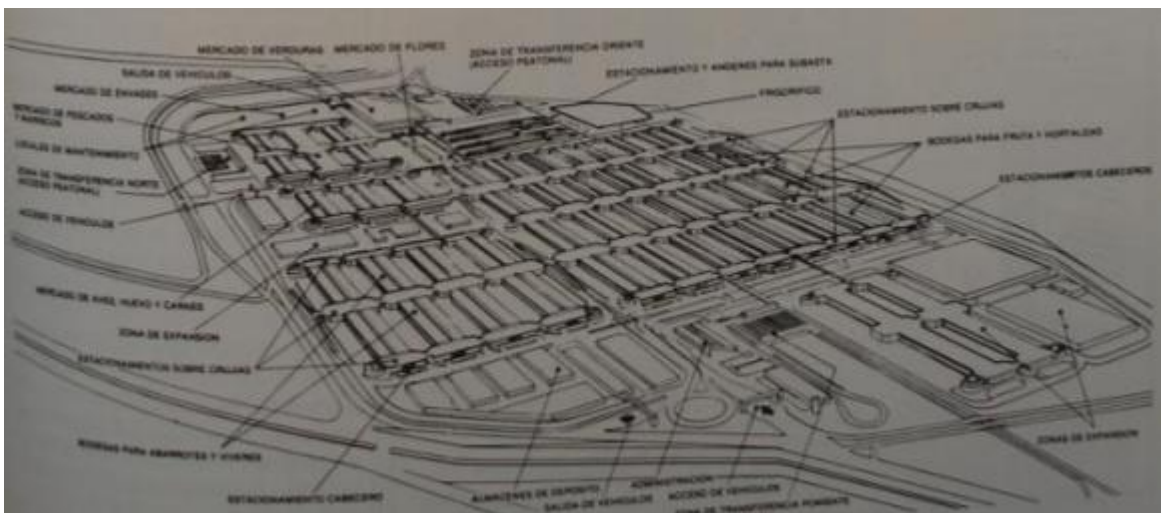 MERCADO DE VERDURAS
MERCADO DE FLORES
ZONA DE TRANSFERENCIA ORIENTE
(ACCESO PEATONAL)
SALIDA DE VEHICULOS
ESTACIONAMIENTO Y ANDENES PARA SUBASTA
MERCADO DE ENVASES
FRIGORIFICO
MERCADO DE PESCADOS
Y MARISCOS
ESTACIONAMIENTO SOBRE CRUJIAS
LOCALES DE MANTENIMIENTO
BODEGAS PARA FRUTA Y HORTALIZAS
ZONA DE TRANSFERENCIA NORTE
(ACCESO PEATONAL)
ESTACIONAMIENTOS CABECEROS
ACCESO DE VEHICULOS
MERCADO DE AVES, HUEVO Y CARNES
ZONA DE EXPANSION
ESTACIONAMIENTOS SOBRE CRUJIAS
BODEGAS PARA ABARROTES Y VIVERES
ZONAS DE EXPANSION
ESTACIONAMIENTO CABECERO
ALMACENES DE DEPOSITO
SALIDA DE VEHICULOS
ADMINISTRACION
ACCESO DE VEHICULOS
ZONA DE TRANSFERENCIA PONIENTE